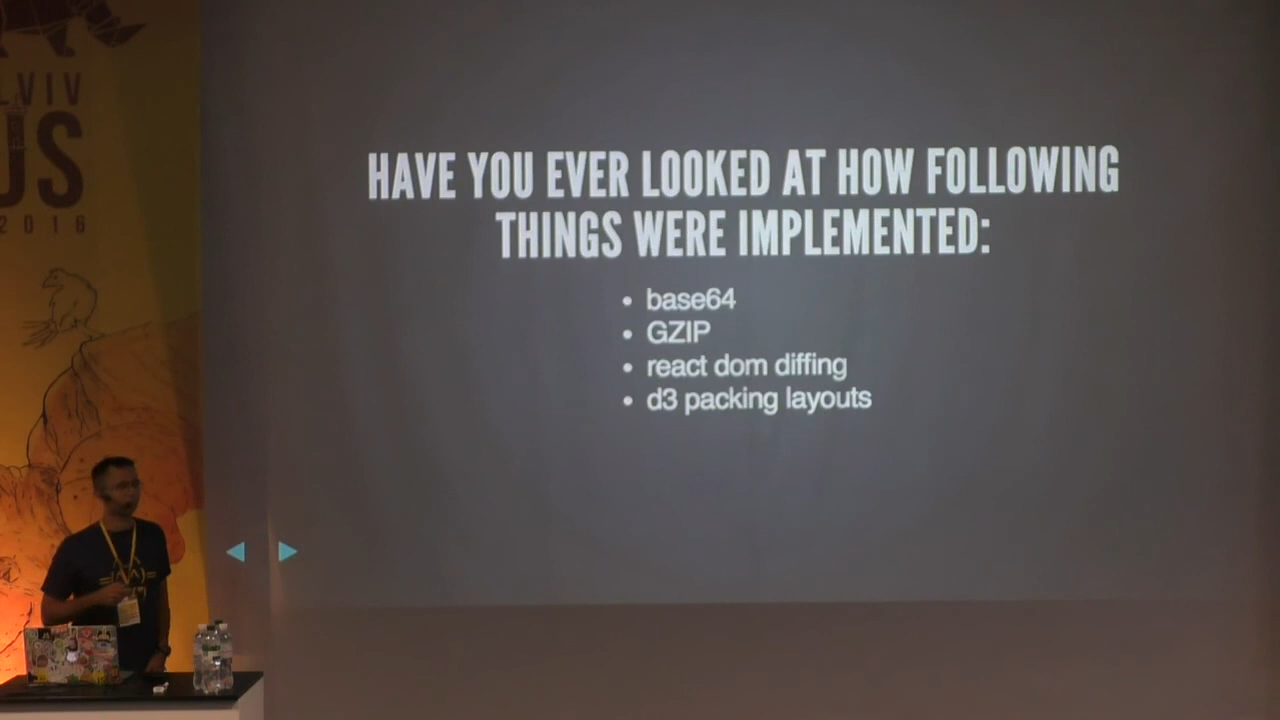 LVIV
JS
2016
HAVE YOU EVER LOOKED AT HOW FOLLOWING
THINGS WERE IMPLEMENTED:
• base64
• GZIP
• react dom diffing
• d3 packing layouts